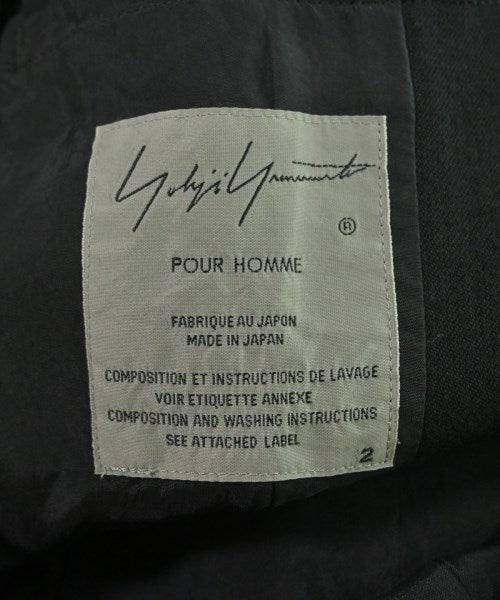 Yohji Yamamoto
®
POUR HOMME
FABRIQUE AU JAPON
MADE IN JAPAN
COMPOSITION ET INSTRUCTIONS DE LAVAGE
VOIR ETIQUETTE ANNEXE
COMPOSITION AND WASHING INSTRUCTIONS
SEE ATTACHED LABEL
2